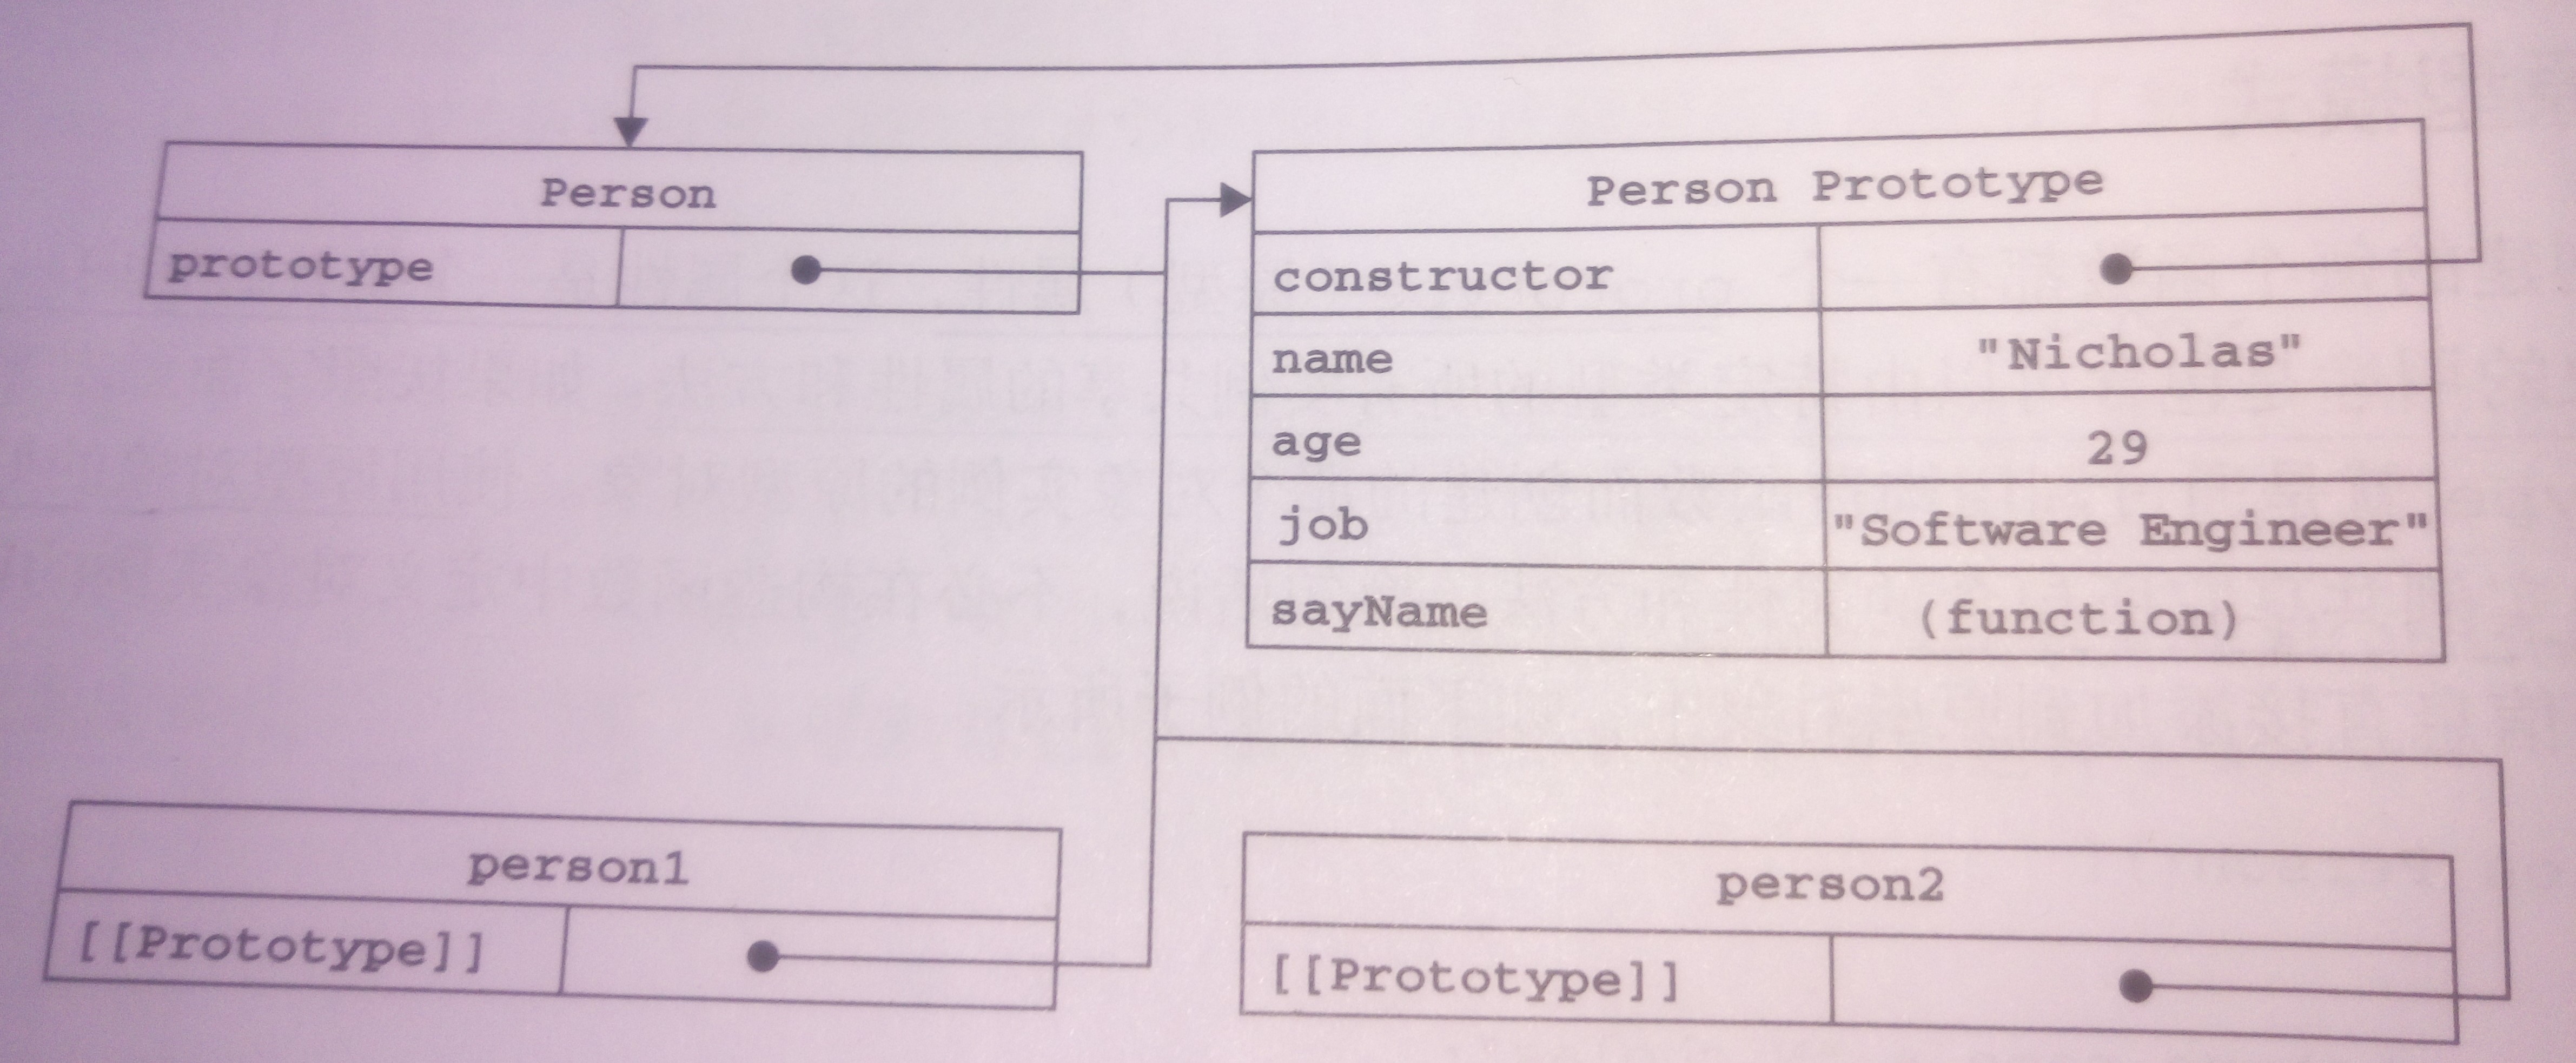 Person
prototype
Person Prototype
constructor
name "Nicholas"
age 29
job "Software Engineer"
sayName (function)
person1
[[Prototype]]
person2
[[Prototype]]